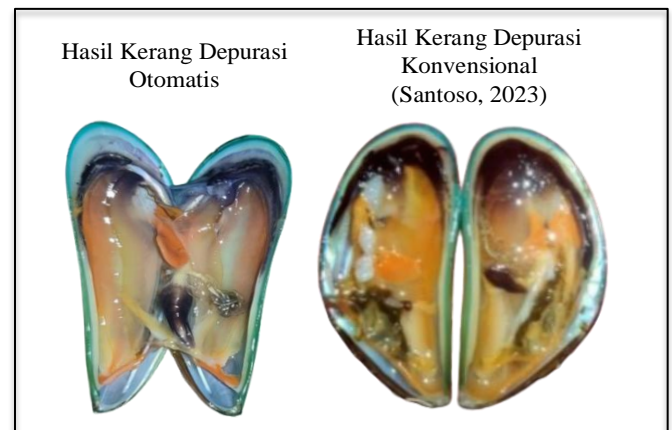 Hasil Kerang Depurasi
Otomatis
Hasil Kerang Depurasi
Konvensional
(Santoso, 2023)